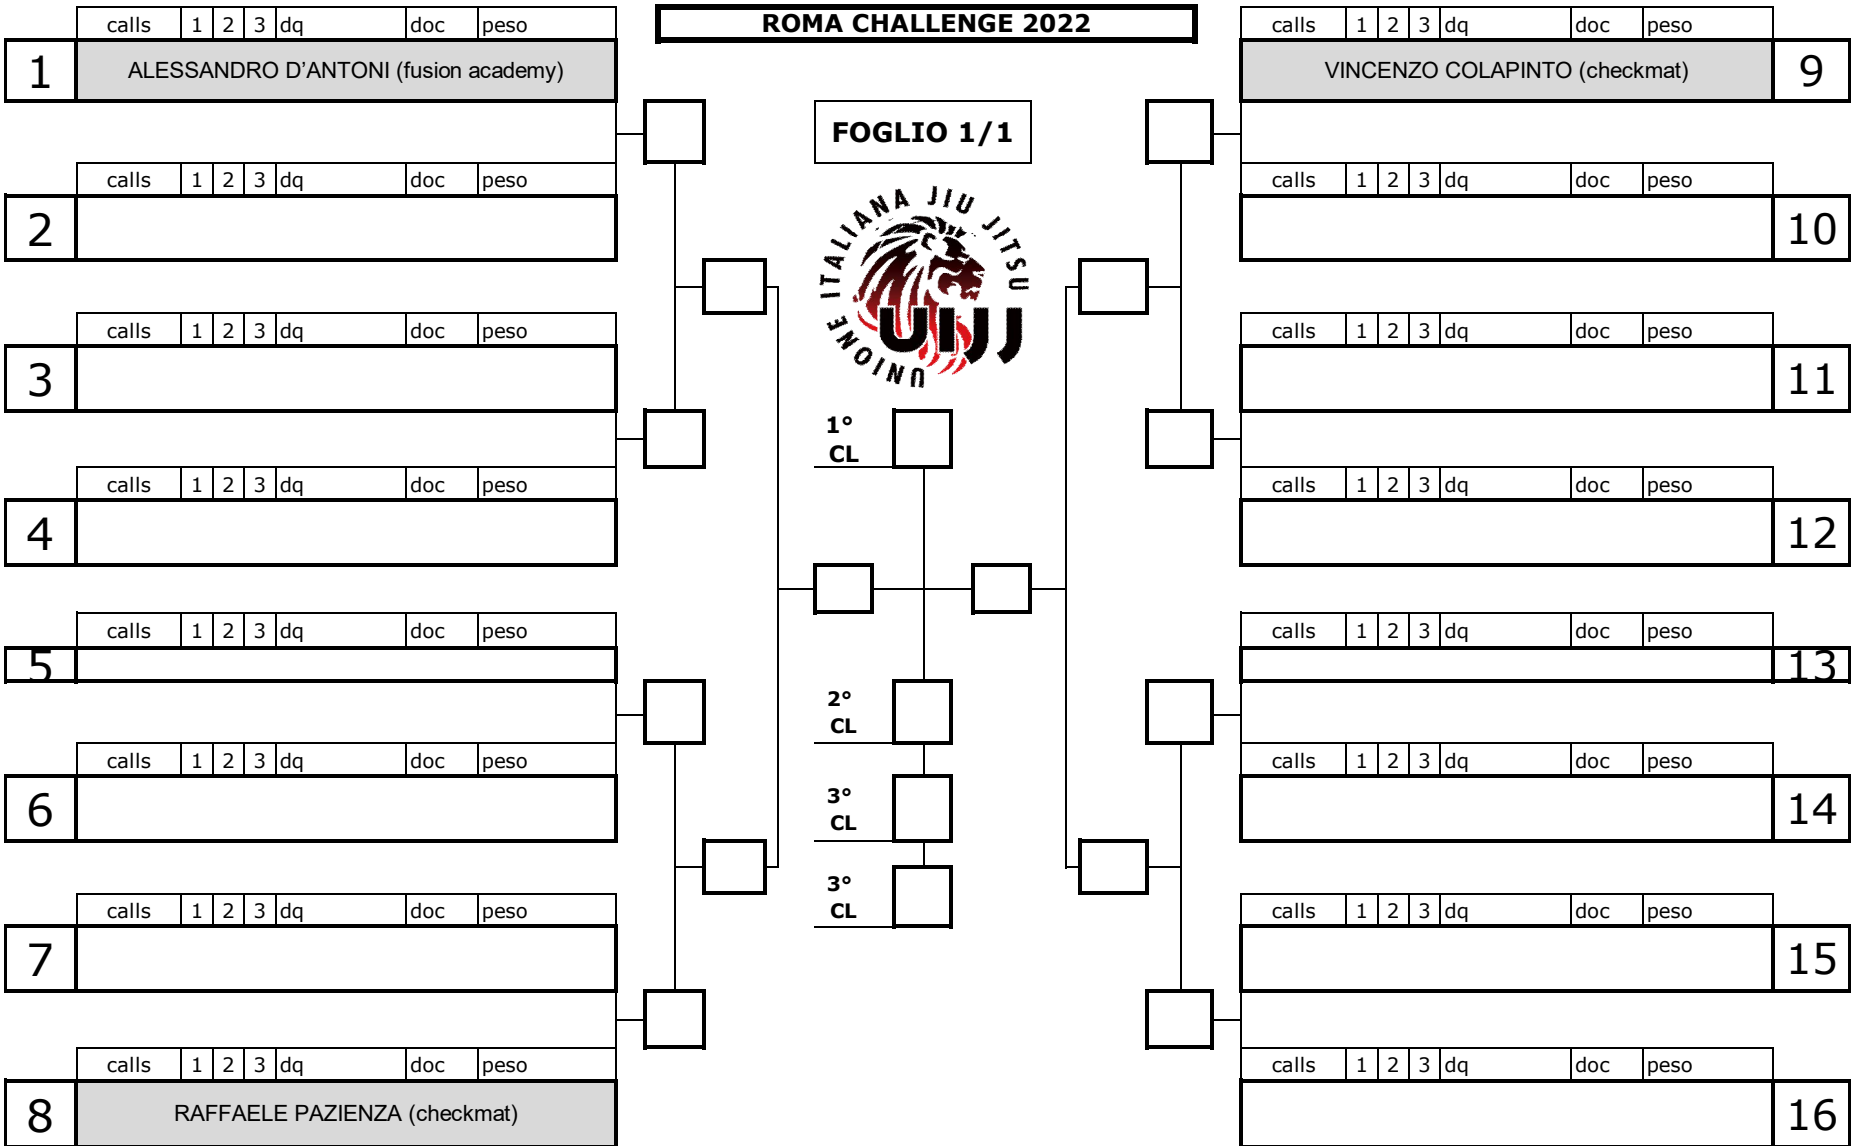 calls 1 2 3 dq doc peso
ROMA CHALLENGE 2022
calls 1 2 3 dq doc peso
1 ALESSANDRO D’ANTONI (fusion academy)
VINCENZO COLAPINTO (checkmat) 9
FOGLIO 1/1
calls 1 2 3 dq doc peso
calls 1 2 3 dq doc peso
2
10
UNIONE ITALIANA JIU JITSU
UIJJ
calls 1 2 3 dq doc peso
calls 1 2 3 dq doc peso
3
11
1°
CL
calls 1 2 3 dq doc peso
calls 1 2 3 dq doc peso
4
12
calls 1 2 3 dq doc peso
calls 1 2 3 dq doc peso
5
13
2°
CL
calls 1 2 3 dq doc peso
calls 1 2 3 dq doc peso
6
14
3°
CL
3°
CL
calls 1 2 3 dq doc peso
calls 1 2 3 dq doc peso
7
15
calls 1 2 3 dq doc peso
calls 1 2 3 dq doc peso
8 RAFFAELE PAZIENZA (checkmat)
16